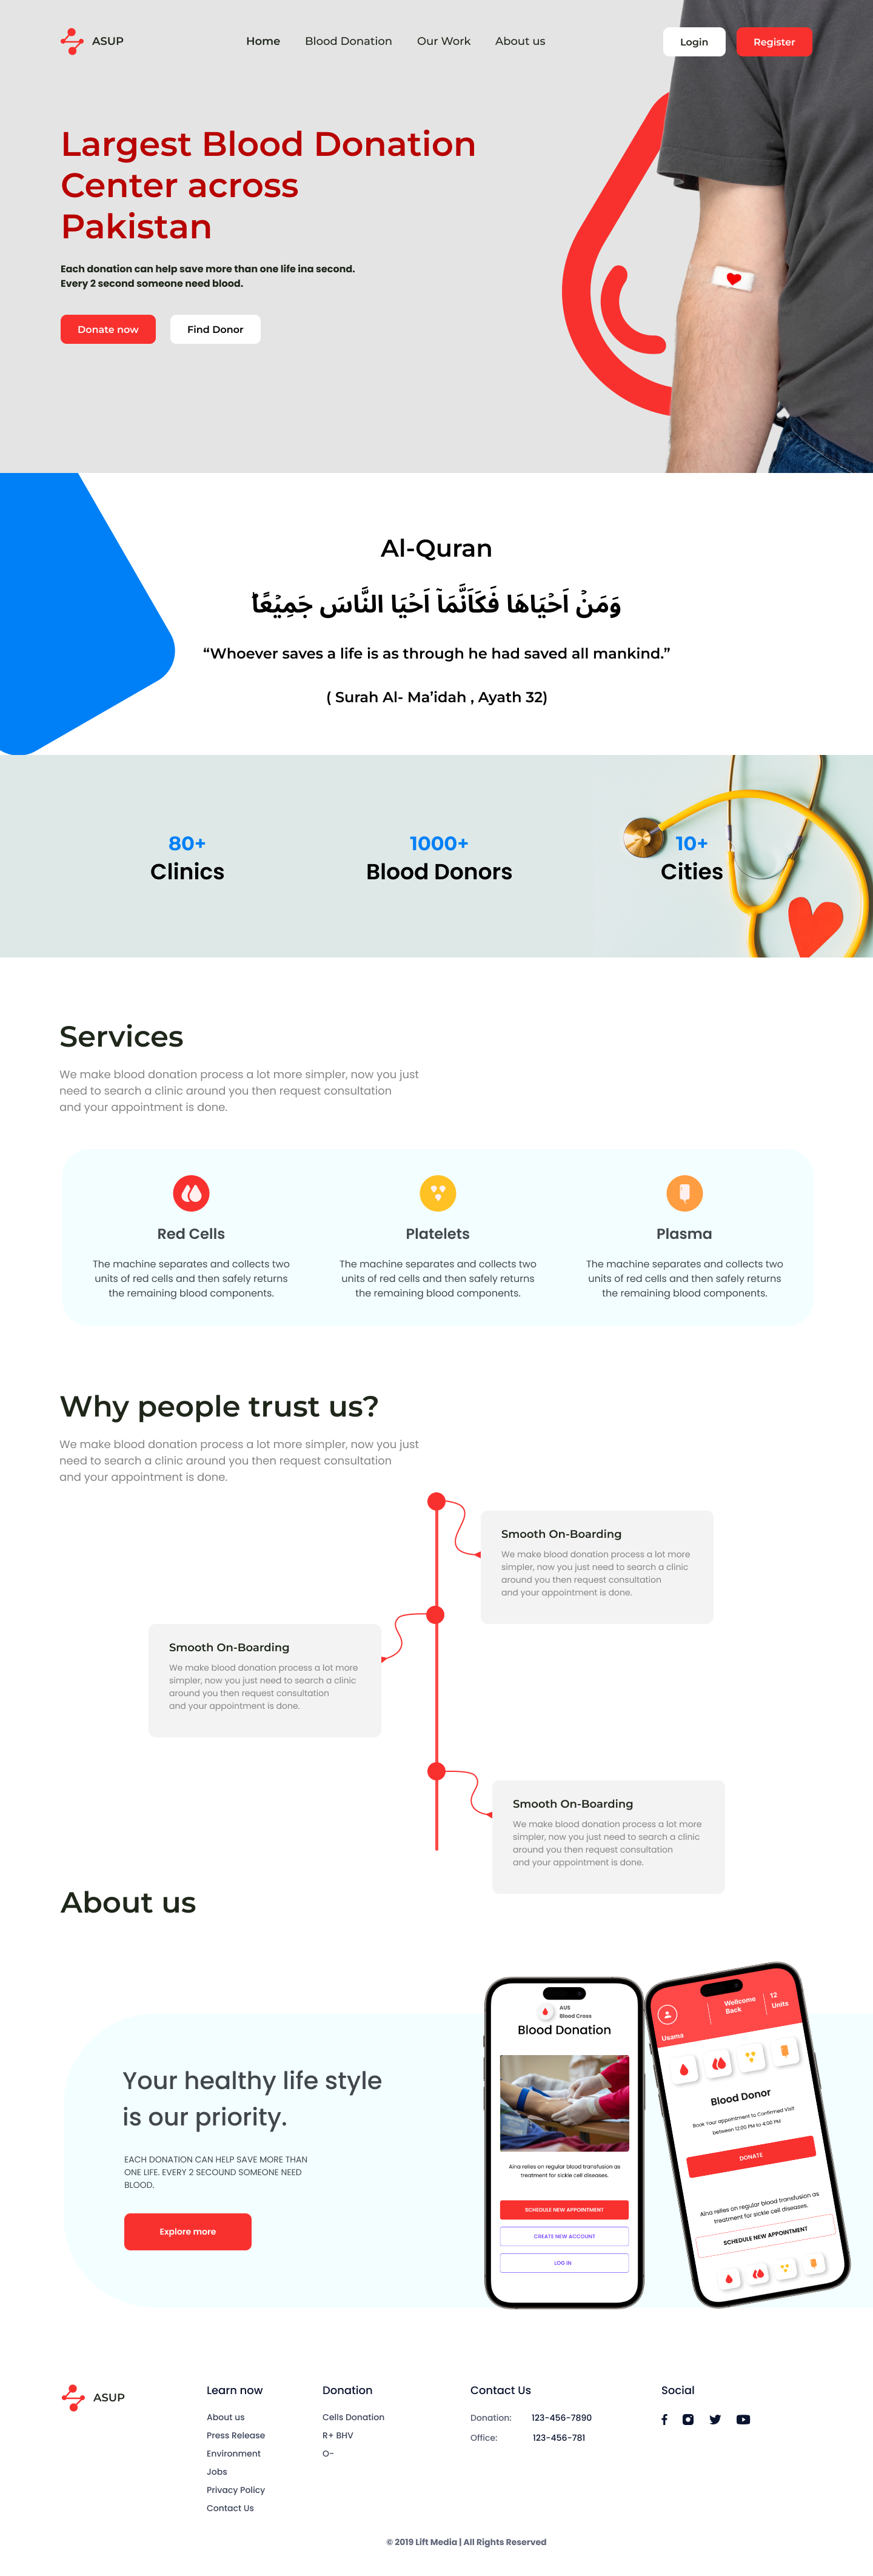 ASUP
Home
Blood Donation
Our Work
About us
Login
Register
Largest Blood Donation
Center across
Pakistan
Each donation can help save more than one life ina second.
Every 2 second someone need blood.
Donate now
Find Donor
Al-Quran
وَمَنۡ اَحۡيَاهَا فَكَاَنَّمَاۤ اَحۡيَا النَّاسَ جَمِيۡعًا ؕ
“Whoever saves a life is as through he had saved all mankind.”
( Surah Al- Ma’idah , Ayath 32)
80+
Clinics
1000+
Blood Donors
10+
Cities
Services
We make blood donation process a lot more simpler, now you just
need to search a clinic around you then request consultation
and your appointment is done.
Red Cells
The machine separates and collects two
units of red cells and then safely returns
the remaining blood components.
Platelets
The machine separates and collects two
units of red cells and then safely returns
the remaining blood components.
Plasma
The machine separates and collects two
units of red cells and then safely returns
the remaining blood components.
Why people trust us?
We make blood donation process a lot more simpler, now you just
need to search a clinic around you then request consultation
and your appointment is done.
Smooth On-Boarding
We make blood donation process a lot more
simpler, now you just need to search a clinic
around you then request consultation
and your appointment is done.
Smooth On-Boarding
We make blood donation process a lot more
simpler, now you just need to search a clinic
around you then request consultation
and your appointment is done.
Smooth On-Boarding
We make blood donation process a lot more
simpler, now you just need to search a clinic
around you then request consultation
and your appointment is done.
About us
Your healthy life style
is our priority.
EACH DONATION CAN HELP SAVE MORE THAN
ONE LIFE. EVERY 2 SECOUND SOMEONE NEED
BLOOD.
Explore more
AUS
Blood Cross
Blood Donation
Aina relies on regular blood transfusion as
treatment for sickle cell diseases.
SCHEDULE NEW APPOINTMENT
CREATE NEW ACCOUNT
LOG IN
Wellcome
Back
12
Units
Usama
Blood Donor
Book Your appointment to Confirmed Visit
between 12:00 PM to 4:00 PM
DONATE
Aina relies on regular blood transfusion as
treatment for sickle cell diseases.
SCHEDULE NEW APPOINTMENT
ASUP
Learn now
About us
Press Release
Environment
Jobs
Privacy Policy
Contact Us
Donation
Cells Donation
R+ BHV
O-
Contact Us
Donation: 123-456-7890
Office: 123-456-781
Social
© 2019 Lift Media | All Rights Reserved